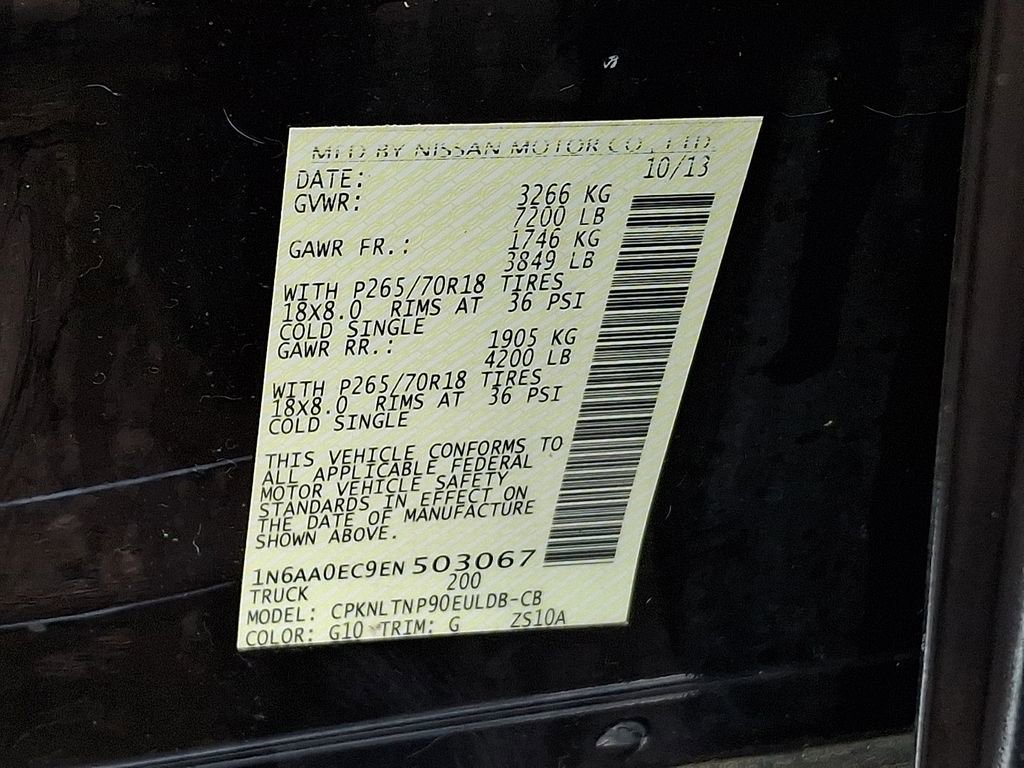 MFD BY NISSAN MOTOR CO., LTD.
DATE: 10/13
GVWR: 3266 KG
7200 LB
GAWR FR.: 1746 KG
3849 LB
WITH P265/70R18 TIRES
18X8.0 RIMS AT 36 PSI
COLD SINGLE
GAWR RR.: 1905 KG
4200 LB
WITH P265/70R18 TIRES
18X8.0 RIMS AT 36 PSI
COLD SINGLE
THIS VEHICLE CONFORMS TO
ALL APPLICABLE FEDERAL
MOTOR VEHICLE SAFETY
STANDARDS IN EFFECT ON
THE DATE OF MANUFACTURE
SHOWN ABOVE.
1N6AA0EC9EN 503067
TRUCK 200
MODEL: CPKNLTNP90EULDB-CB
COLOR: G10 TRIM: G ZS10A